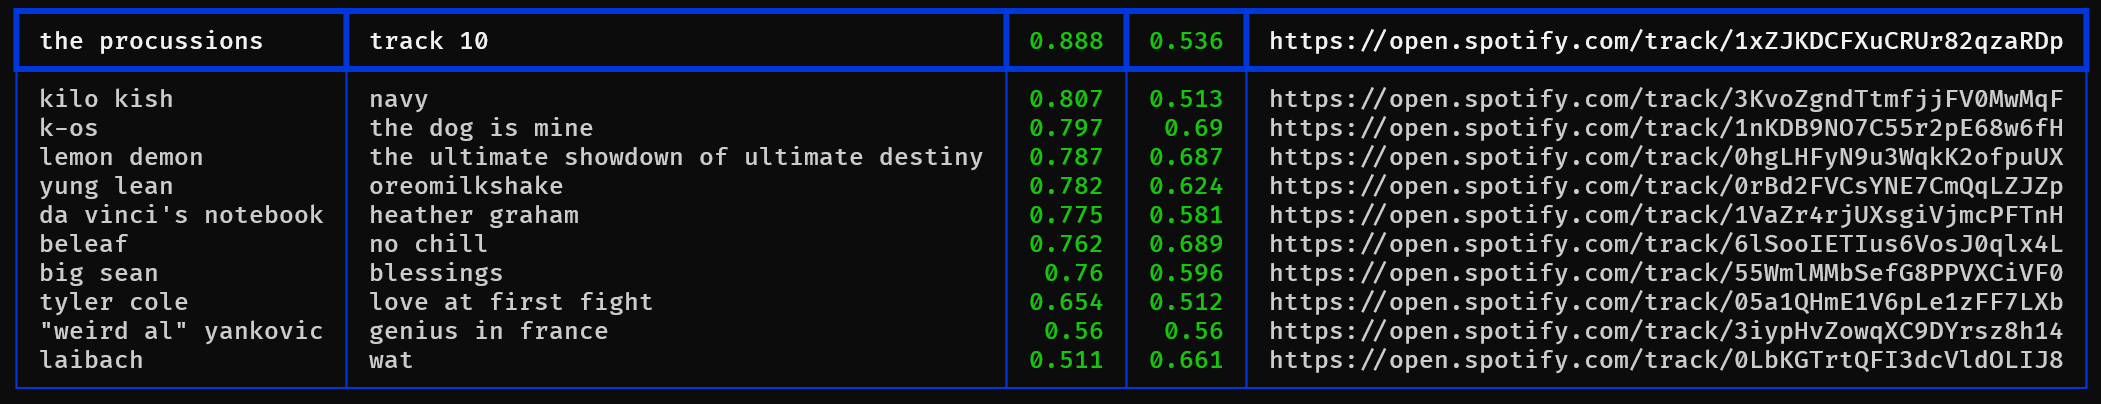 the procussions track 10 0.888 0.536 https://open.spotify.com/track/1xZJKDCFXuCRUr82qzaRDp
kilo kish navy 0.807 0.513 https://open.spotify.com/track/3KvoZgndTtmfjjFV0MwMqF
k-os the dog is mine 0.797 0.69 https://open.spotify.com/track/1nKDB9NO7C55r2pE68w6fH
lemon demon the ultimate showdown of ultimate destiny 0.787 0.687 https://open.spotify.com/track/0hgLHFyN9u3WqkK2ofpuUX
yung lean oreomilkshake 0.782 0.624 https://open.spotify.com/track/0rBd2FVCsYNE7CmQqLZJZp
da vinci's notebook heather graham 0.775 0.581 https://open.spotify.com/track/1VaZr4rjUXsgiVjmcPFTnH
beleaf no chill 0.762 0.689 https://open.spotify.com/track/6lSooIETIus6VosJ0qlx4L
big sean blessings 0.76 0.596 https://open.spotify.com/track/55WmlMMbSefG8PPVXCiVF0
tyler cole love at first fight 0.654 0.512 https://open.spotify.com/track/05a1QHmE1V6pLe1zFF7LXb
"weird al" yankovic genius in france 0.56 0.56 https://open.spotify.com/track/3iypHvZowqXC9DYrsz8h14
laibach wat 0.511 0.661 https://open.spotify.com/track/0LbKGTrtQFI3dcVldOLIJ8